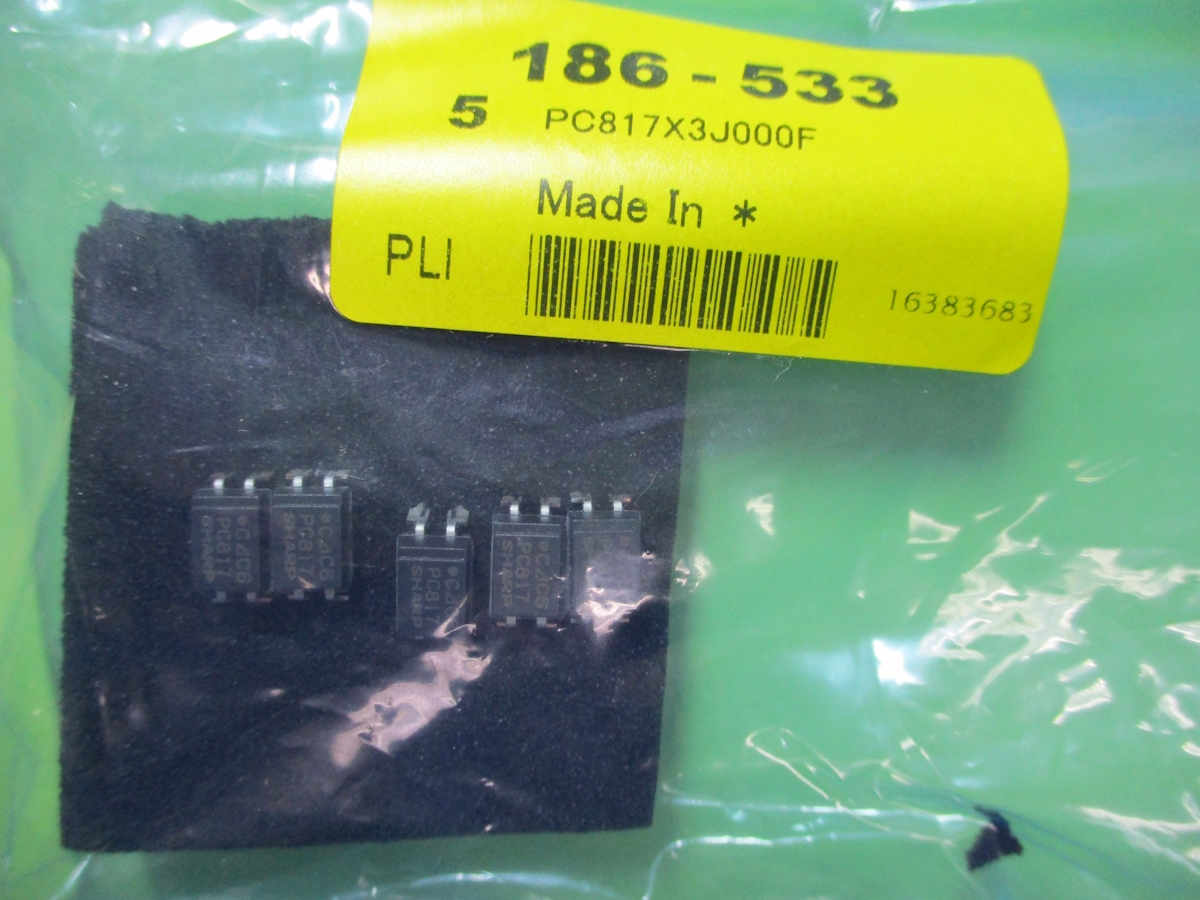 186-533
5 PC817X3J000F
Made In *
PLI
16383683
PC817
SHARP
PC817
SHARP
PC817
SHARP
PC817
SHARP